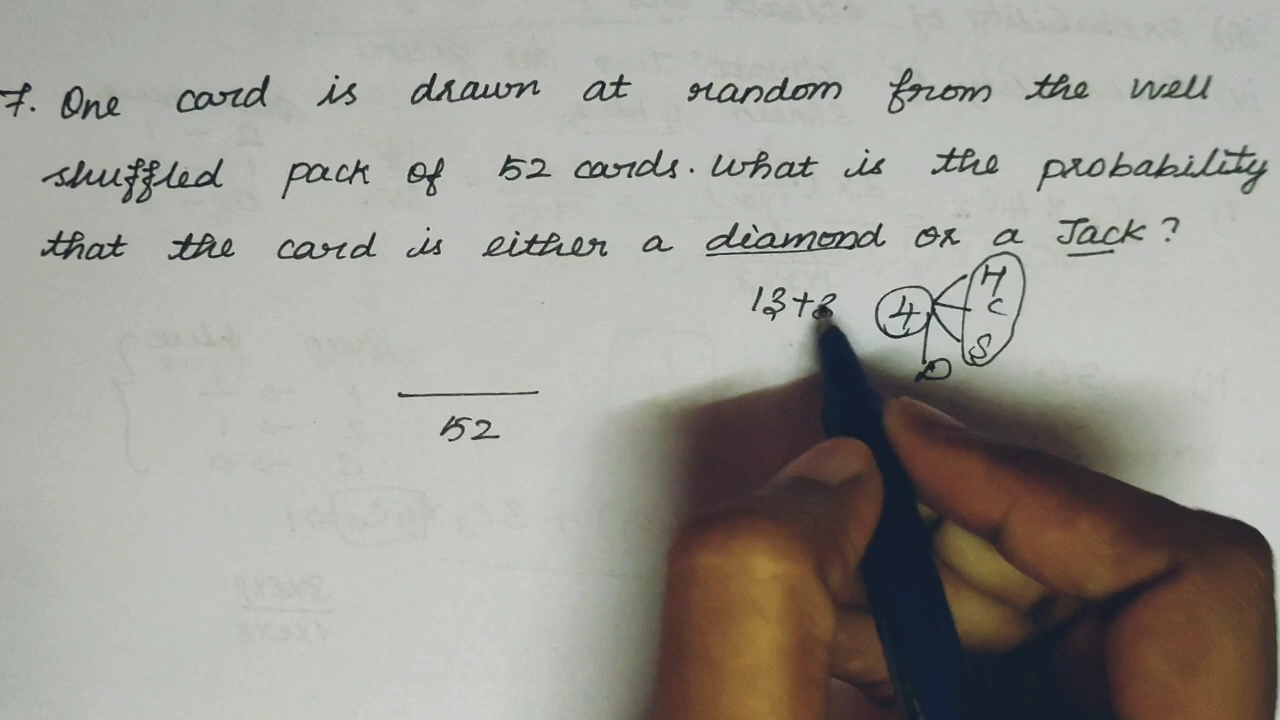 7. One card is drawn at random from the well
shuffled pack of 52 cards. What is the probability
that the card is either a diamond or a Jack?
13+3 4 H
C
S
D
52